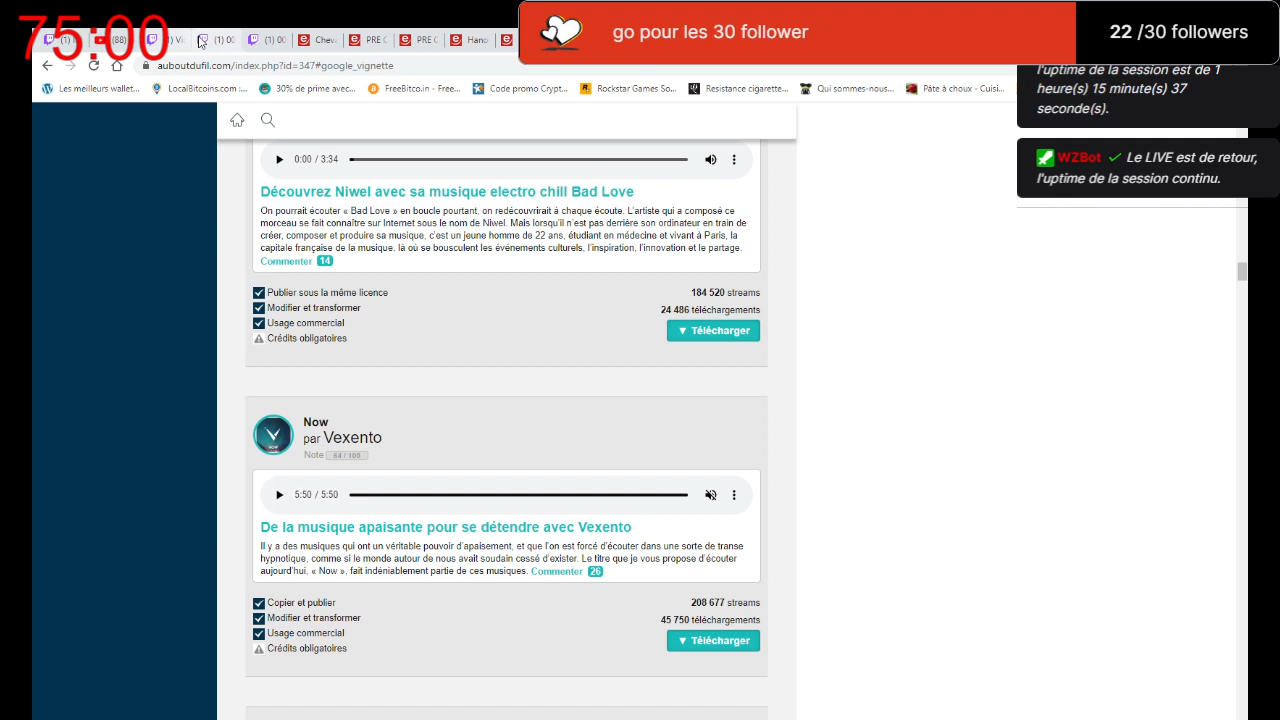 75:00
go pour les 30 follower
22 /30 followers
(1)
(88)
(1) 00
(1) 00
Chev.
PRE C
PRE C
Hano
auboutdufil.com/index.php?id=347#google_vignette
Les meilleurs wallet...
LocalBitcoins.com :...
30% de prime avec...
FreeBitco.in - Free...
Code promo Crypt...
Rockstar Games So...
Resistance cigarette...
Qui sommes-nous...
Pâte à choux - Cuisi...
l'uptime de la session est de 1
heure(s) 15 minute(s) 37
seconde(s).
WZBot Le LIVE est de retour,
l'uptime de la session continu.
0:00 / 3:34
Découvrez Niwel avec sa musique electro chill Bad Love
On pourrait écouter « Bad Love » en boucle pourtant, on redécouvrirait à chaque écoute. L'artiste qui a composé ce
morceau se fait connaître sur Internet sous le nom de Niwel. Mais lorsqu'il n'est pas derrière son ordinateur en train de
créer, composer et produire sa musique, c'est un jeune homme de 22 ans, étudiant en médecine et vivant à Paris, la
capitale française de la musique, là où se bousculent les événements culturels, l'inspiration, l'innovation et le partage.
Commenter 14
Publier sous la même licence
184 520 streams
Modifier et transformer
24 486 téléchargements
Usage commercial
▼ Télécharger
Crédits obligatoires
Now
par Vexento
Note 84 / 100
NOW
5:50 / 5:50
De la musique apaisante pour se détendre avec Vexento
Il y a des musiques qui ont un véritable pouvoir d'apaisement, et que l'on est forcé d'écouter dans une sorte de transe
hypnotique, comme si le monde autour de nous avait soudain cessé d'exister. Le titre que je vous propose d'écouter
aujourd'hui, « Now », fait indéniablement partie de ces musiques. Commenter 26
Copier et publier
208 677 streams
Modifier et transformer
45 750 téléchargements
Usage commercial
▼ Télécharger
Crédits obligatoires